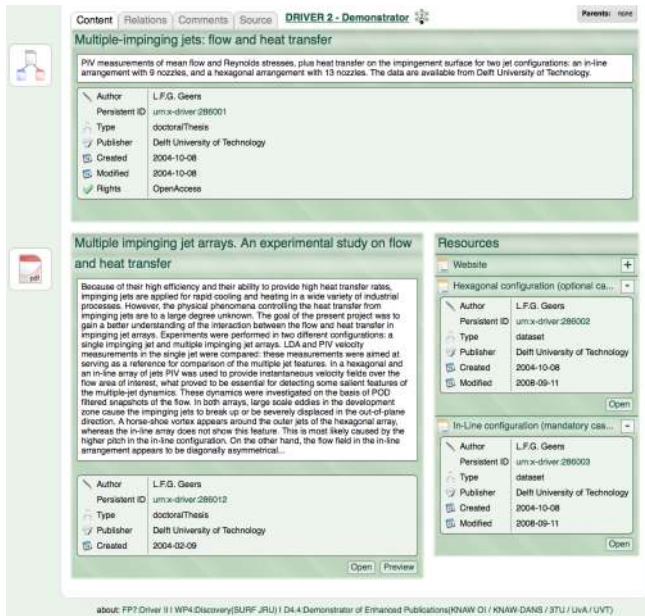 Content Relations Comments Source DRIVER 2 - Demonstrator
Parents: none
Multiple-impinging jets: flow and heat transfer
PIV measurements of mean flow and Reynolds stresses, plus heat transfer on the impingement surface for two jet configurations: an in-line
arrangement with 9 nozzles, and a hexagonal arrangement with 13 nozzles. The data are available from Delft University of Technology.
Author L.F.G. Geers
Persistent ID urn:x-driver:286001
Type doctoralThesis
Publisher Delft University of Technology
Created 2004-10-08
Modified 2004-10-08
Rights OpenAccess
pdf
Multiple impinging jet arrays. An experimental study on flow
and heat transfer
Because of their high efficiency and their ability to provide high heat transfer rates,
impinging jets are applied for rapid cooling and heating in a wide variety of industrial
processes. However, the physical phenomena controlling the heat transfer from
impinging jets are to a large degree unknown. The goal of the present project was to
gain a better understanding of the interaction between the flow and heat transfer in
impinging jet arrays. Experiments were performed in two different configurations: a
single impinging jet and multiple impinging jet arrays. LDA and PIV velocity
measurements in the single jet were compared: these measurements were aimed at
serving as a reference for comparison of the multiple jet features. In a hexagonal and
an in-line array of jets PIV was used to provide instantaneous velocity fields over the
flow area of interest, what proved to be essential for detecting some salient features of
the multiple-jet dynamics. These dynamics were investigated on the basis of POD
filtered snapshots of the flow. In both arrays, large scale eddies in the development
zone cause the impinging jets to break up or be severely displaced in the out-of-plane
direction. A horse-shoe vortex appears around the outer jets of the hexagonal array,
whereas the in-line array does not show this feature. This is most likely caused by the
higher pitch in the in-line configuration. On the other hand, the flow field in the in-line
arrangement appears to be diagonally asymmetrical...
Author L.F.G. Geers
Persistent ID urn:x-driver:286012
Type doctoralThesis
Publisher Delft University of Technology
Created 2004-02-09
Open Preview
Resources
Website +
Hexagonal configuration (optional ca... -
Author L.F.G. Geers
Persistent ID urn:x-driver:286002
Type dataset
Publisher Delft University of Technology
Created 2004-10-08
Modified 2008-09-11
Open
In-Line configuration (mandatory cas... -
Author L.F.G. Geers
Persistent ID urn:x-driver:286003
Type dataset
Publisher Delft University of Technology
Created 2004-10-08
Modified 2008-09-11
Open
about: FP7:Driver II | WP4:Discovery(SURF JRU) | D4.4:Demonstrator of Enhanced Publications(KNAW OI / KNAW-DANS / 3TU / UvA / UVT)